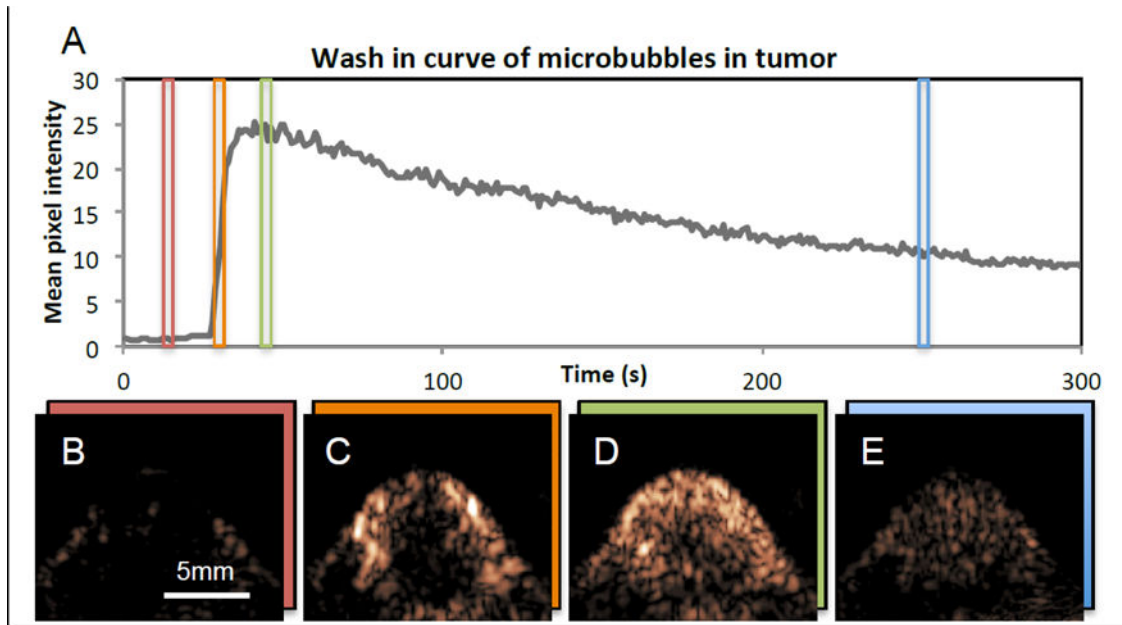 A
Wash in curve of microbubbles in tumor
Mean pixel intensity
30
25
20
15
10
5
0
0 100 200 300
Time (s)
B C D E
5mm